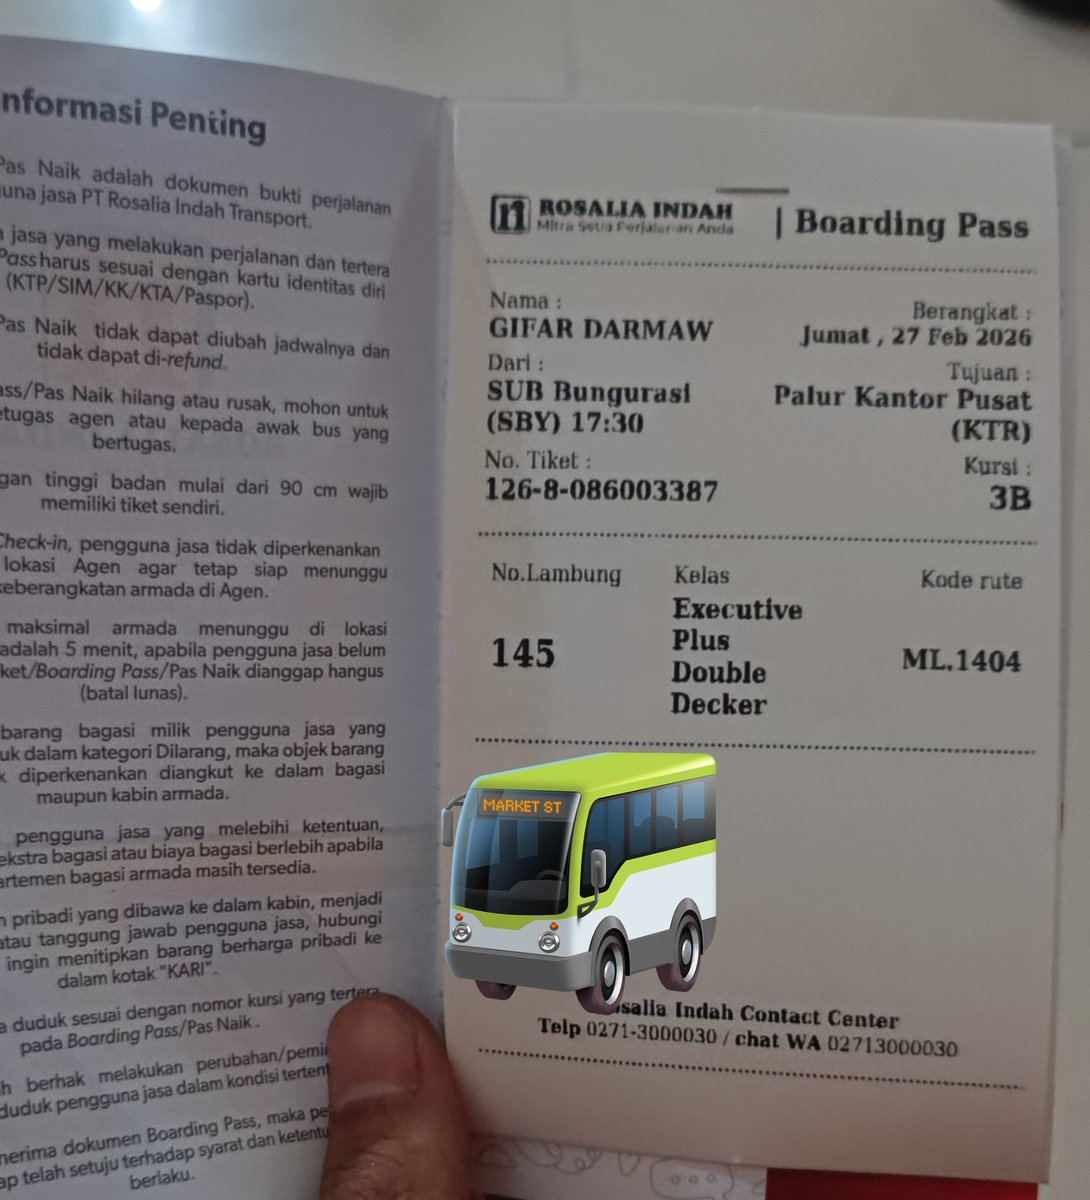 nformasi Penting
Pas Naik adalah dokumen bukti perjalanan
una jasa PT Rosalia Indah Transport.
jasa yang melakukan perjalanan dan tertera
Pass harus sesuai dengan kartu identitas diri
(KTP/SIM/KK/KTA/Paspor).
Pas Naik tidak dapat diubah jadwalnya dan
tidak dapat di-refund.
ass/Pas Naik hilang atau rusak, mohon untuk
etugas agen atau kepada awak bus yang
bertugas.
gan tinggi badan mulai dari 90 cm wajib
memiliki tiket sendiri.
Check-in, pengguna jasa tidak diperkenankan
lokasi Agen agar tetap siap menunggu
keberangkatan armada di Agen.
maksimal armada menunggu di lokasi
adalah 5 menit, apabila pengguna jasa belum
ket/Boarding Pass/Pas Naik dianggap hangus
(batal lunas).
barang bagasi milik pengguna jasa yang
uk dalam kategori Dilarang, maka objek barang
k diperkenankan diangkut ke dalam bagasi
maupun kabin armada.
pengguna jasa yang melebihi ketentuan,
ekstra bagasi atau biaya bagasi berlebih apabila
artemen bagasi armada masih tersedia.
n pribadi yang dibawa ke dalam kabin, menjadi
atau tanggung jawab pengguna jasa, hubungi
ingin menitipkan barang berharga pribadi ke
dalam kotak "KARI".
a duduk sesuai dengan nomor kursi yang tertera
pada Boarding Pass/Pas Naik.
h berhak melakukan perubahan/pemi
duduk pengguna jasa dalam kondisi tertent
nerima dokumen Boarding Pass, maka pe
ap telah setuju terhadap syarat dan ketentu
berlaku.
ROSALIA INDAH | Boarding Pass
Mitra Setia Perjalanan Anda
Nama :
GIFAR DARMAW
Berangkat :
Jumat , 27 Feb 2026
Dari :
SUB Bungurasi
(SBY) 17:30
Tujuan :
Palur Kantor Pusat
(KTR)
No. Tiket :
126-8-086003387
Kursi :
3B
No.Lambung
145
Kelas
Executive
Plus
Double
Decker
Kode rute
ML.1404
MARKET ST
osalia Indah Contact Center
Telp 0271-3000030 / chat WA 02713000030